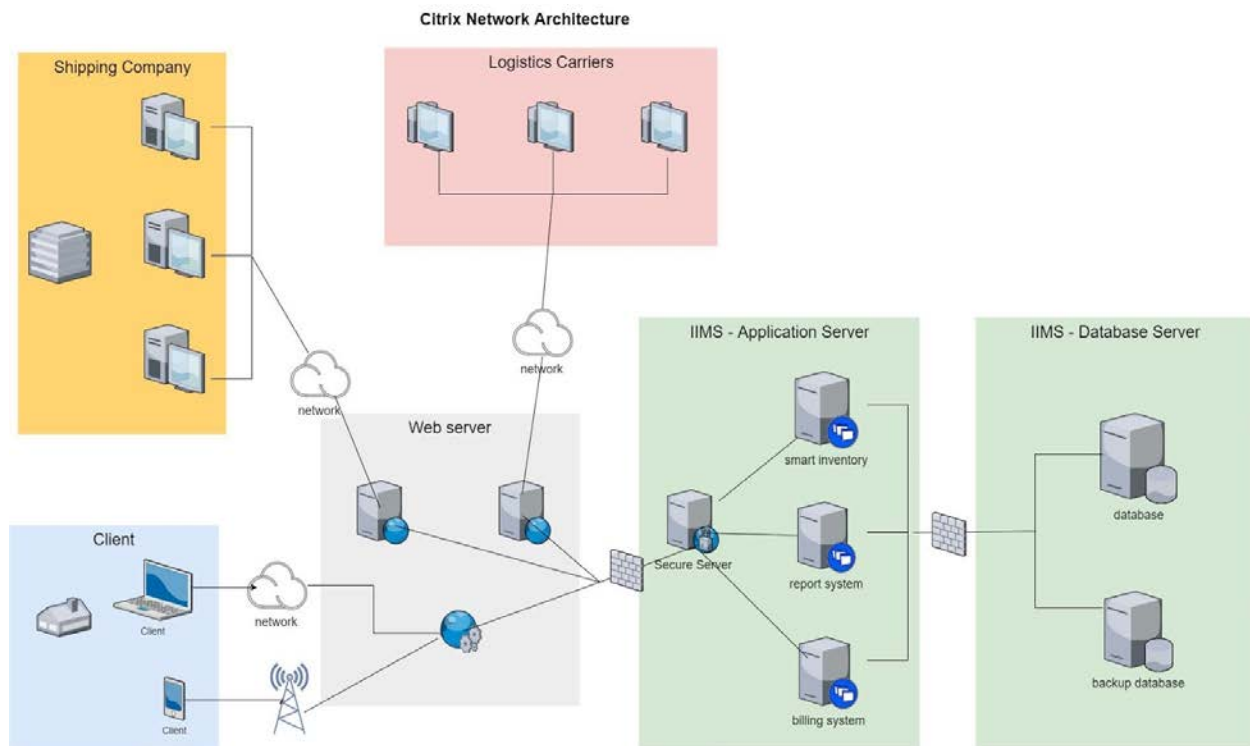 Citrix Network Architecture
Shipping Company
Logistics Carriers
network
network
IIMS - Application Server
IIMS - Database Server
Web server
smart inventory
database
Client
Secure Server
report system
Client
network
Client
billing system
backup database